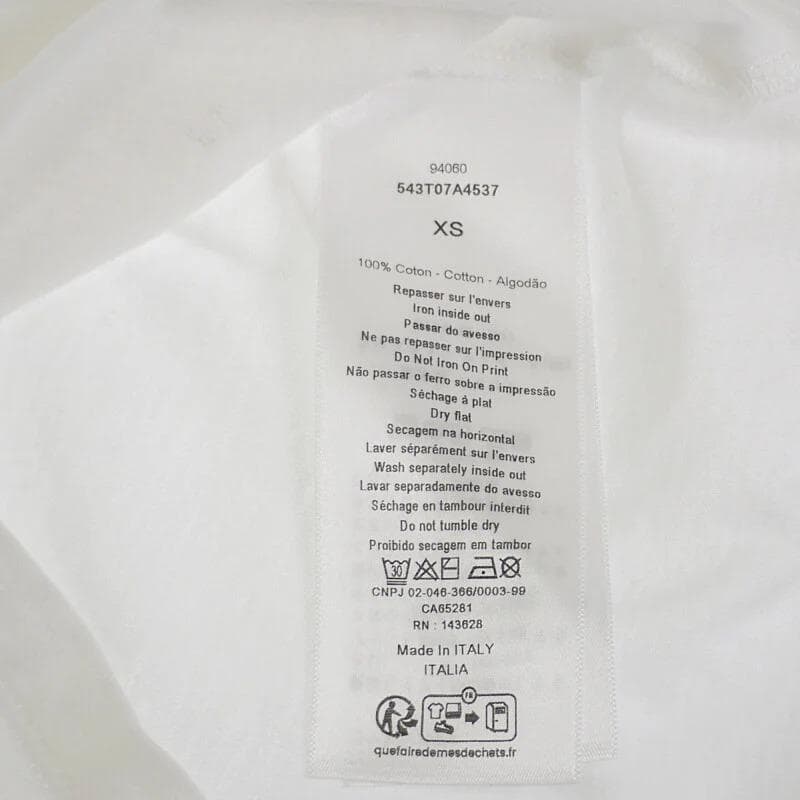 94060
543T07A4537
XS
100% Coton - Cotton - Algodão
Repasser sur l'envers
Iron inside out
Passar do avesso
Ne pas repasser sur l'impression
Do Not Iron On Print
Não passar o ferro sobre a impressão
Séchage à plat
Dry flat
Secagem na horizontal
Laver séparément sur l'envers
Wash separately inside out
Lavar separadamente do avesso
Séchage en tambour interdit
Do not tumble dry
Proibido secagem em tambor
30
CNPJ 02-046-366/0003-99
CA65281
RN : 143628
Made In ITALY
ITALIA
FR
quefairedemesdechets.fr